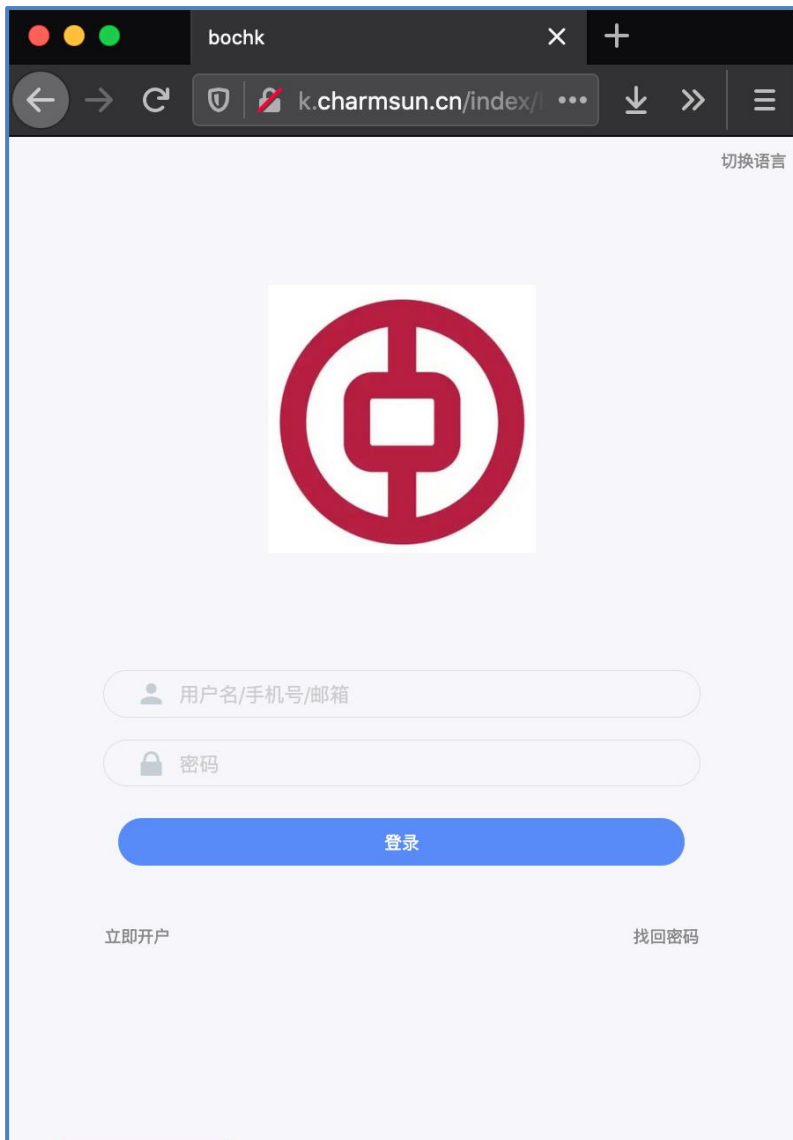 bochk
k.charmsun.cn/index/
切换语言
用户名/手机号/邮箱
密码
登录
立即开户
找回密码